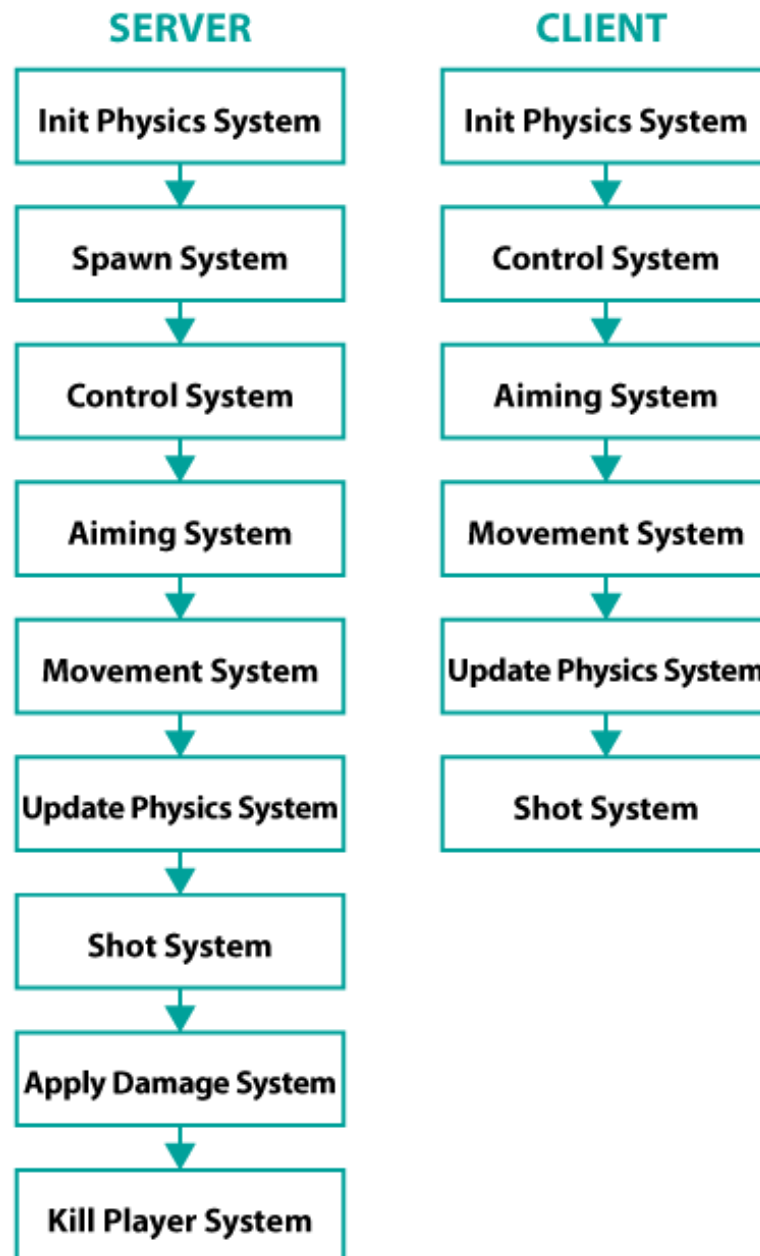 SERVER
Init Physics System
Spawn System
Control System
Aiming System
Movement System
Update Physics System
Shot System
Apply Damage System
Kill Player System
CLIENT
Init Physics System
Control System
Aiming System
Movement System
Update Physics System
Shot System